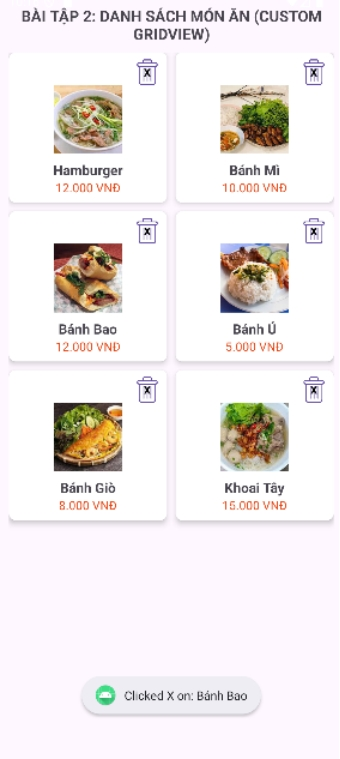 BÀI TẬP 2: DANH SÁCH MÓN ĂN (CUSTOM
GRIDVIEW)
X
X
Hamburger
Bánh Mì
12.000 VNĐ
10.000 VNĐ
X
X
Bánh Bao
Bánh Ú
12.000 VNĐ
5.000 VNĐ
X
X
Bánh Giò
Khoai Tây
8.000 VNĐ
15.000 VNĐ
Clicked X on: Bánh Bao